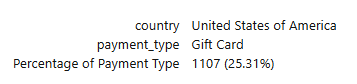 country United States of America
payment_type Gift Card
Percentage of Payment Type 1107 (25.31%)